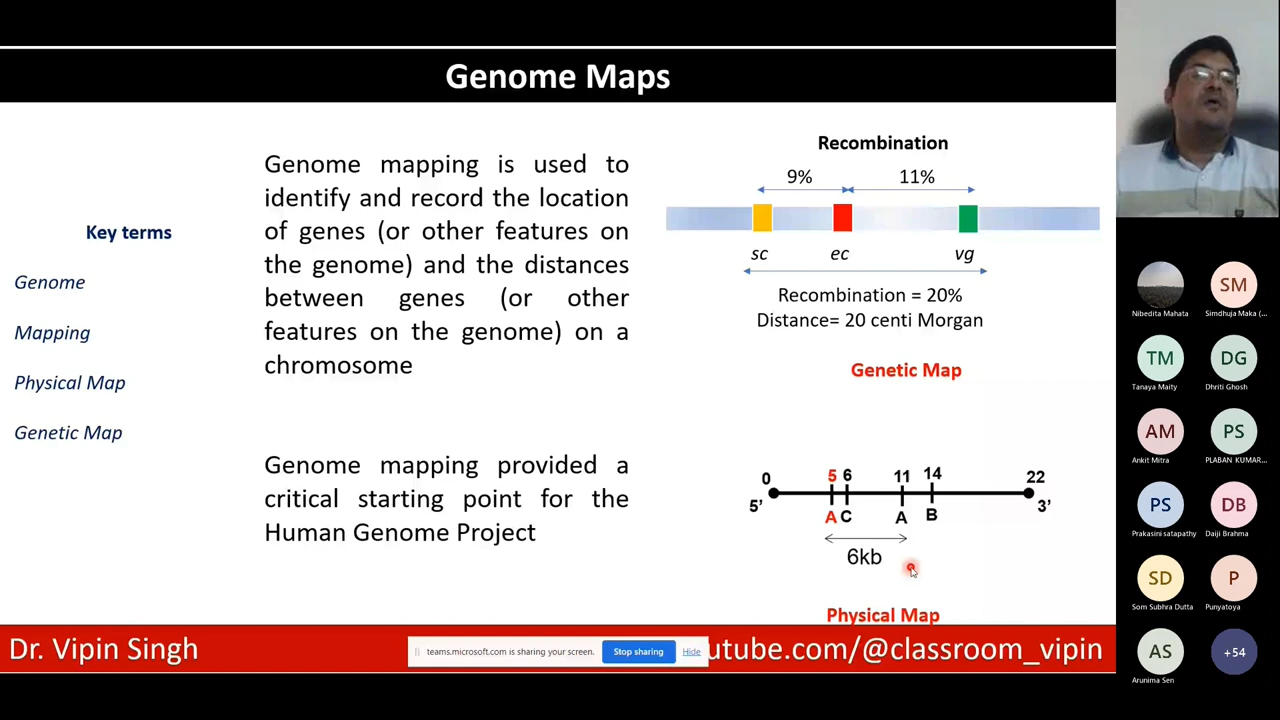 Genome Maps
Key terms
Genome
Mapping
Physical Map
Genetic Map
Genome mapping is used to
identify and record the location
of genes (or other features on
the genome) and the distances
between genes (or other
features on the genome) on a
chromosome
Genome mapping provided a
critical starting point for the
Human Genome Project
Recombination
9% 11%
sc ec vg
Recombination = 20%
Distance= 20 centi Morgan
Genetic Map
0 5 6 11 14 22
5’ 3’
A C A B
6kb
Physical Map
Dr. Vipin Singh
teams.microsoft.com is sharing your screen. Stop sharing Hide
utube.com/@classroom_vipin
Nibedita Mahata
SM
Simdhuja Maka (...
TM
Tanaya Maity
DG
Dhriti Ghosh
AM
Ankit Mitra
PS
PLABAN KUMAR...
PS
Prakasini satapathy
DB
Daiji Brahma
SD
Som Subhra Dutta
P
Punyatoya
AS
Arunima Sen
+54